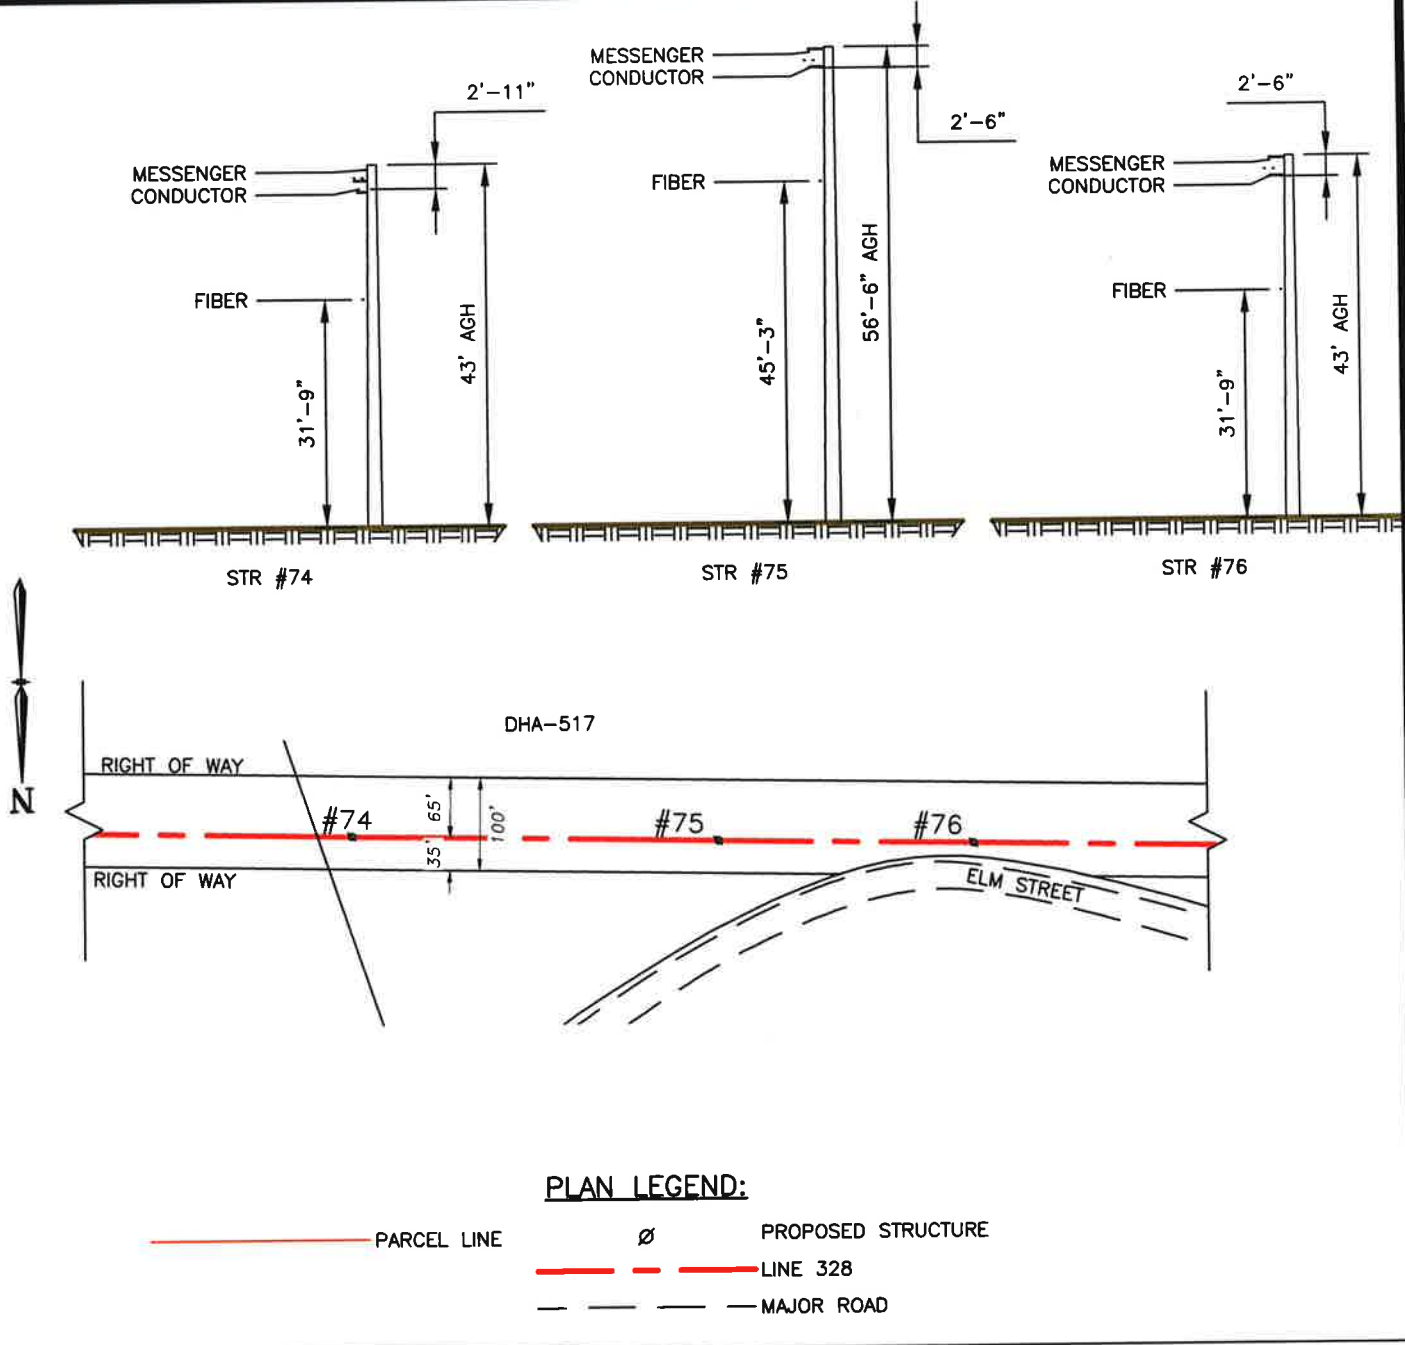 MESSENGER
CONDUCTOR
2'-11"
FIBER
31'-9"
43' AGH
STR #74
MESSENGER
CONDUCTOR
2'-6"
FIBER
45'-3"
56'-6" AGH
STR #75
2'-6"
MESSENGER
CONDUCTOR
FIBER
31'-9"
43' AGH
STR #76
N
DHA-517
RIGHT OF WAY
#74
65'
100'
35'
#75
#76
RIGHT OF WAY
ELM STREET
PLAN LEGEND:
PARCEL LINE
PROPOSED STRUCTURE
LINE 328
MAJOR ROAD